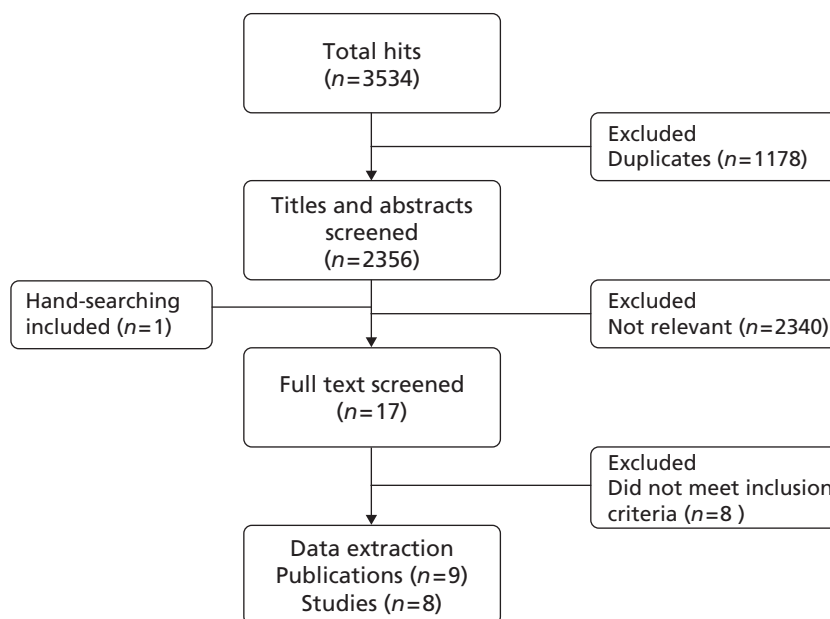 Total hits
(n=3534)
Excluded
Duplicates (n=1178)
Titles and abstracts
screened
(n=2356)
Hand-searching
included (n=1)
Excluded
Not relevant (n=2340)
Full text screened
(n=17)
Excluded
Did not meet inclusion
criteria (n=8 )
Data extraction
Publications (n=9)
Studies (n=8)